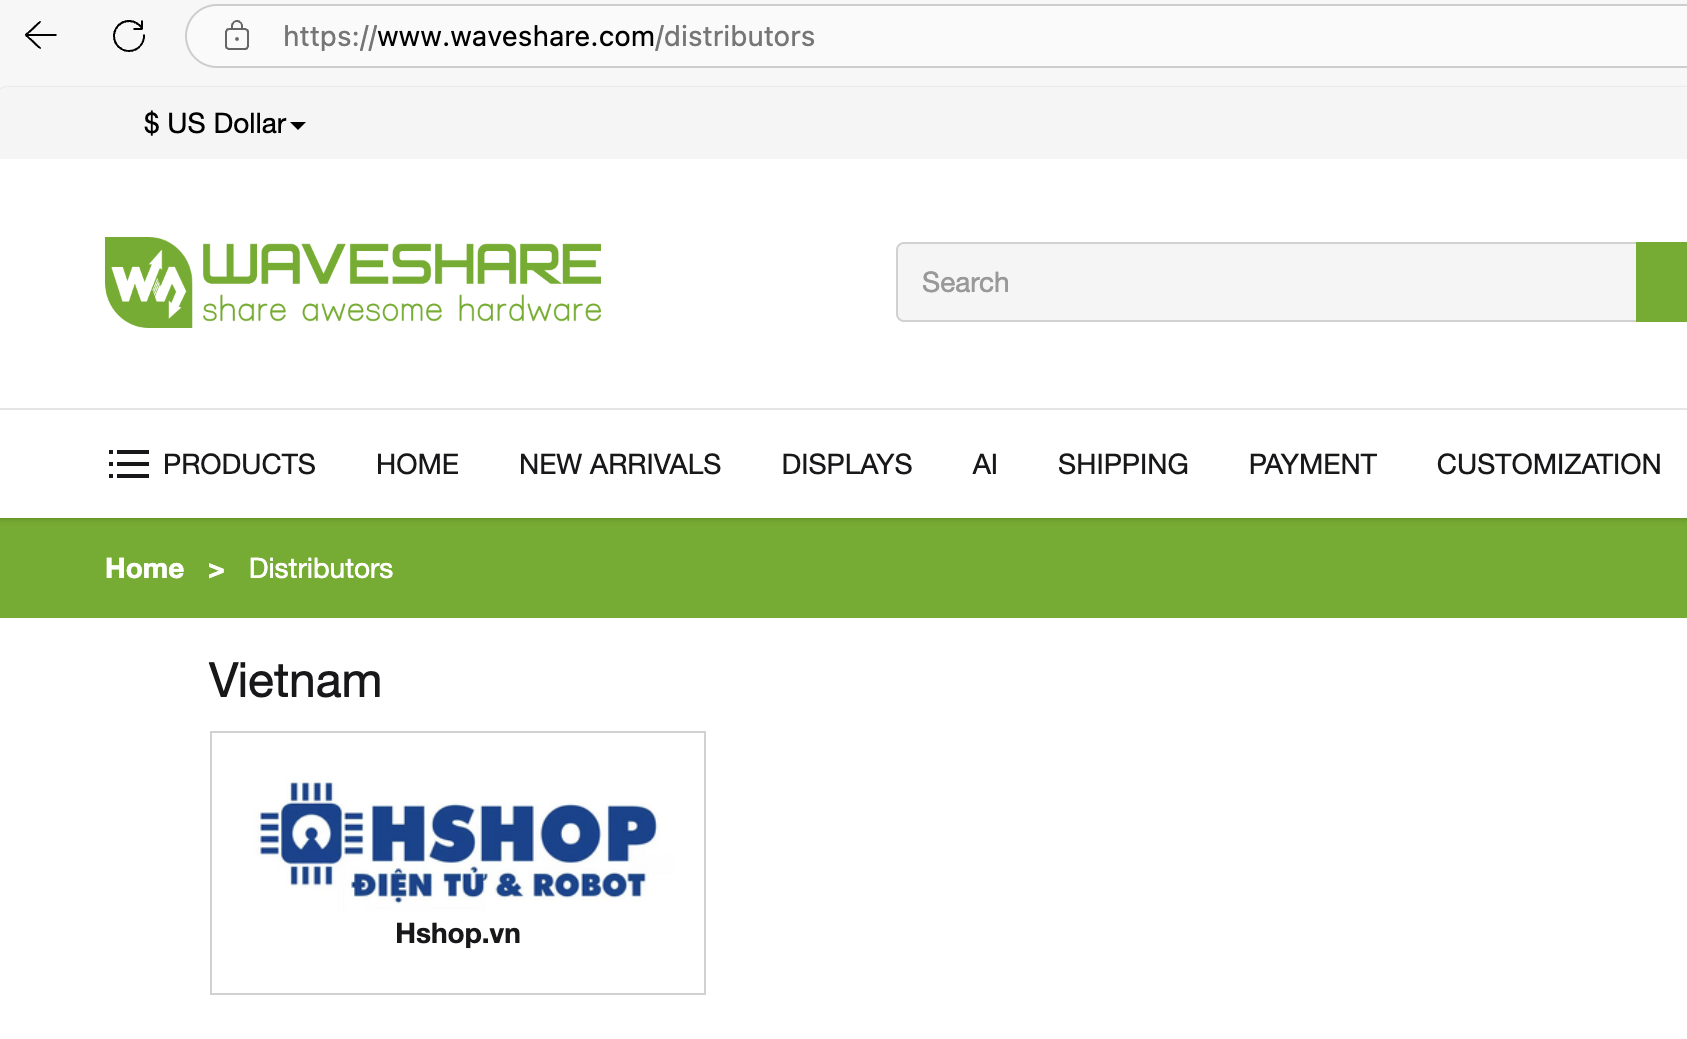 https://www.waveshare.com/distributors
$ US Dollar
WAVESHARE
share awesome hardware
Search
PRODUCTS HOME NEW ARRIVALS DISPLAYS AI SHIPPING PAYMENT CUSTOMIZATION
Home > Distributors
Vietnam
HSHOP
ĐIỆN TỬ & ROBOT
Hshop.vn